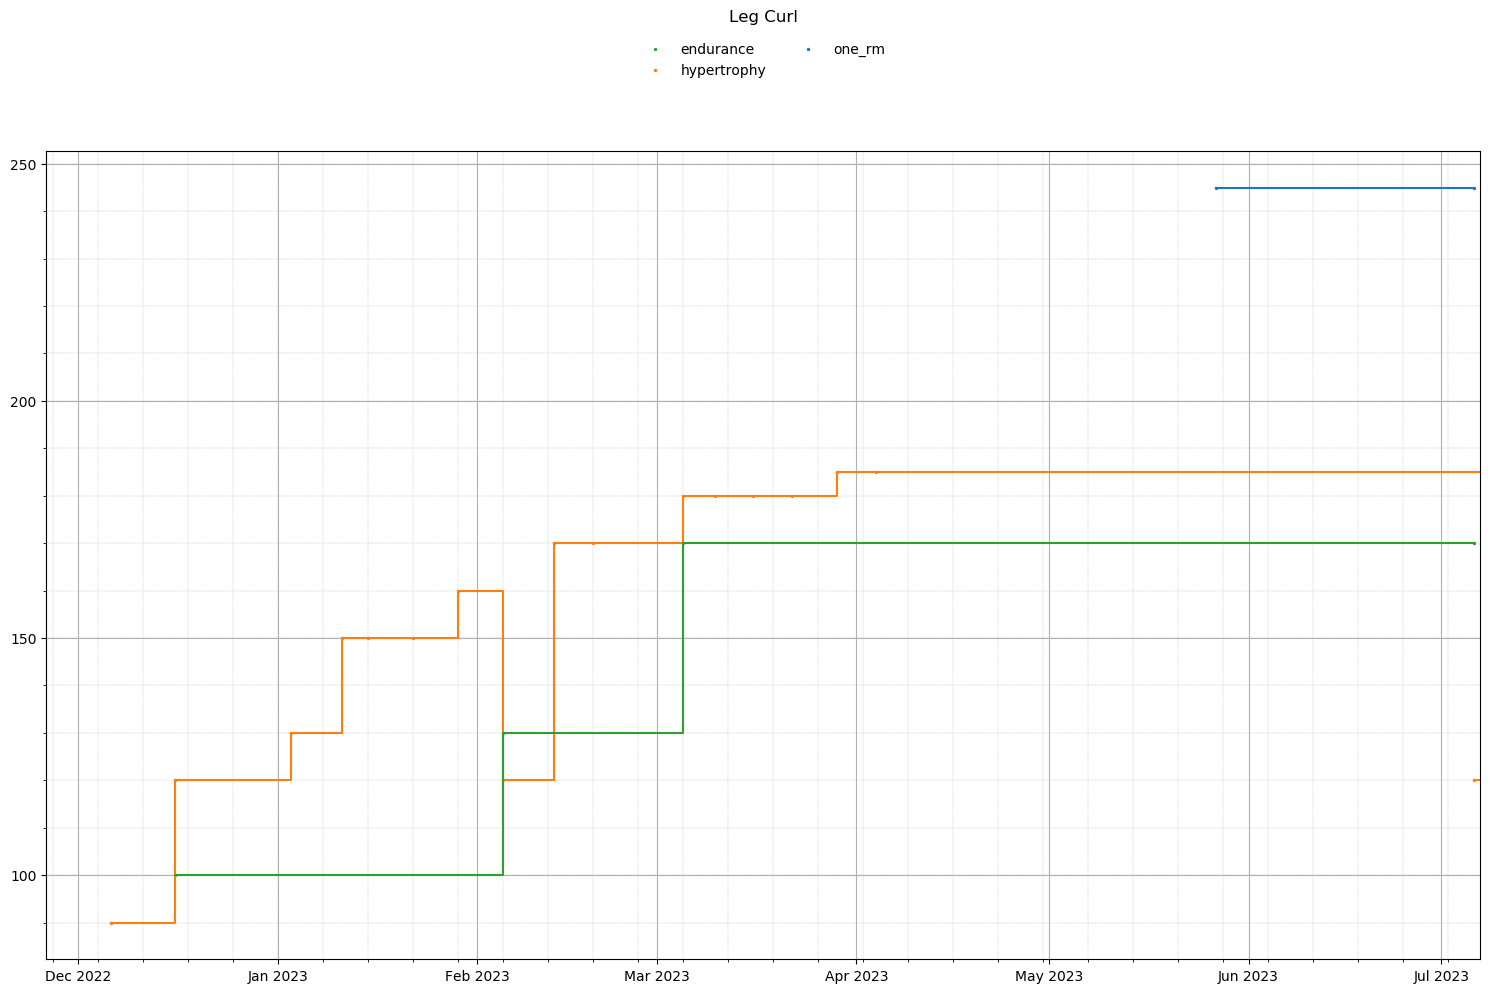 Leg Curl
endurance
hypertrophy
one_rm
250
200
150
100
Dec 2022
Jan 2023
Feb 2023
Mar 2023
Apr 2023
May 2023
Jun 2023
Jul 2023